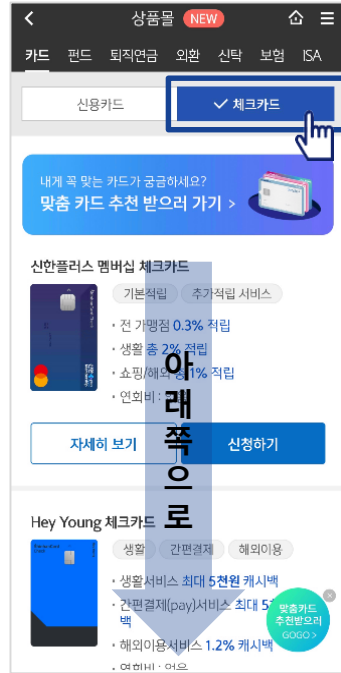 상품몰 NEW
카드 펀드 퇴직연금 외환 신탁 보험 ISA
신용카드 체크카드
내게 꼭 맞는 카드가 궁금하세요?
맞춤 카드 추천 받으러 가기 >
신한플러스 멤버십 체크카드
기본적립 추가적립 서비스
· 전 가맹점 0.3% 적립
· 생활 총 2% 적립
· 쇼핑/해외 1% 적립
· 연회비 :
자세히 보기 신청하기
아래쪽으로
Hey Young 체크카드
생활 간편결제 해외이용
· 생활서비스 최대 5천원 캐시백
· 간편결제(pay)서비스 최대
백
· 해외이용서비스 1.2% 캐시백
· 연회비 : 없음
맞춤카드
추천받으러
GOGO >